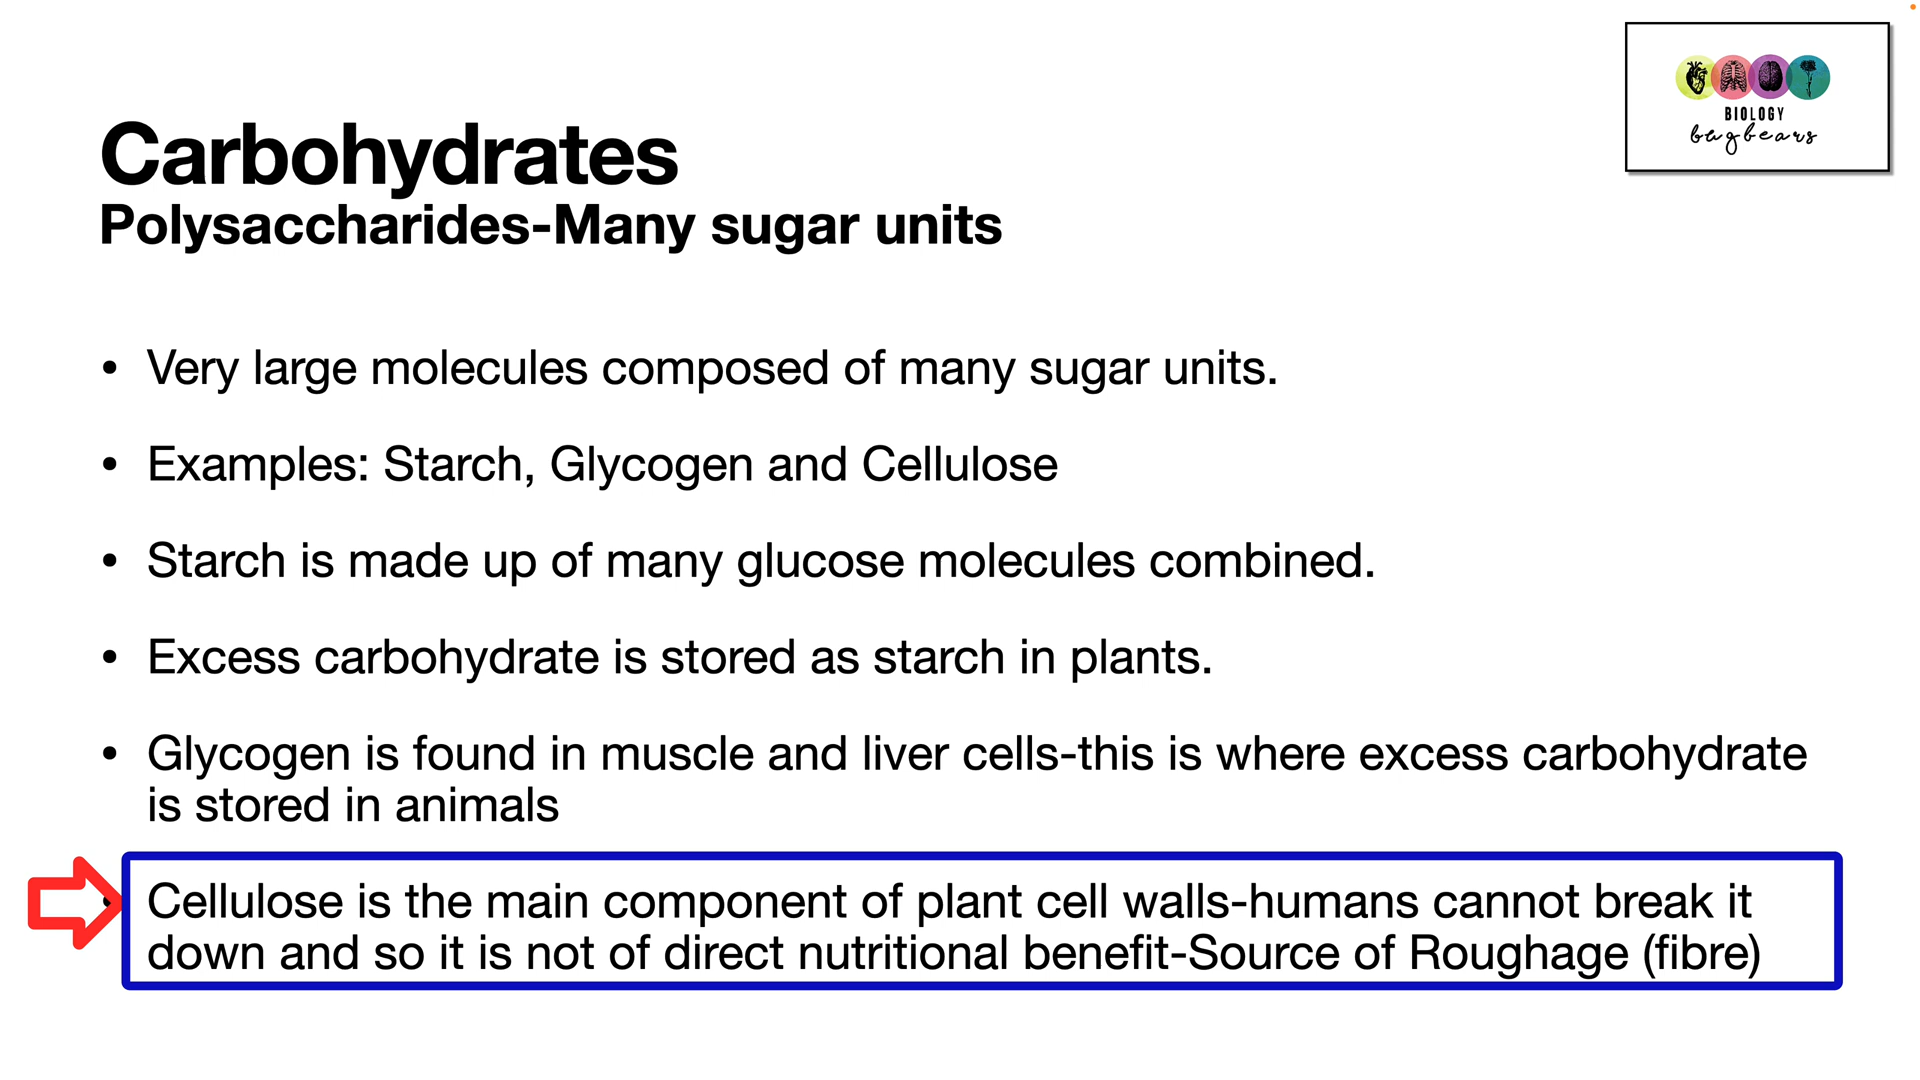 BIOLOGY
bugbears
Carbohydrates
Polysaccharides-Many sugar units
• Very large molecules composed of many sugar units.
• Examples: Starch, Glycogen and Cellulose
• Starch is made up of many glucose molecules combined.
• Excess carbohydrate is stored as starch in plants.
• Glycogen is found in muscle and liver cells-this is where excess carbohydrate
is stored in animals
• Cellulose is the main component of plant cell walls-humans cannot break it
down and so it is not of direct nutritional benefit-Source of Roughage (fibre)